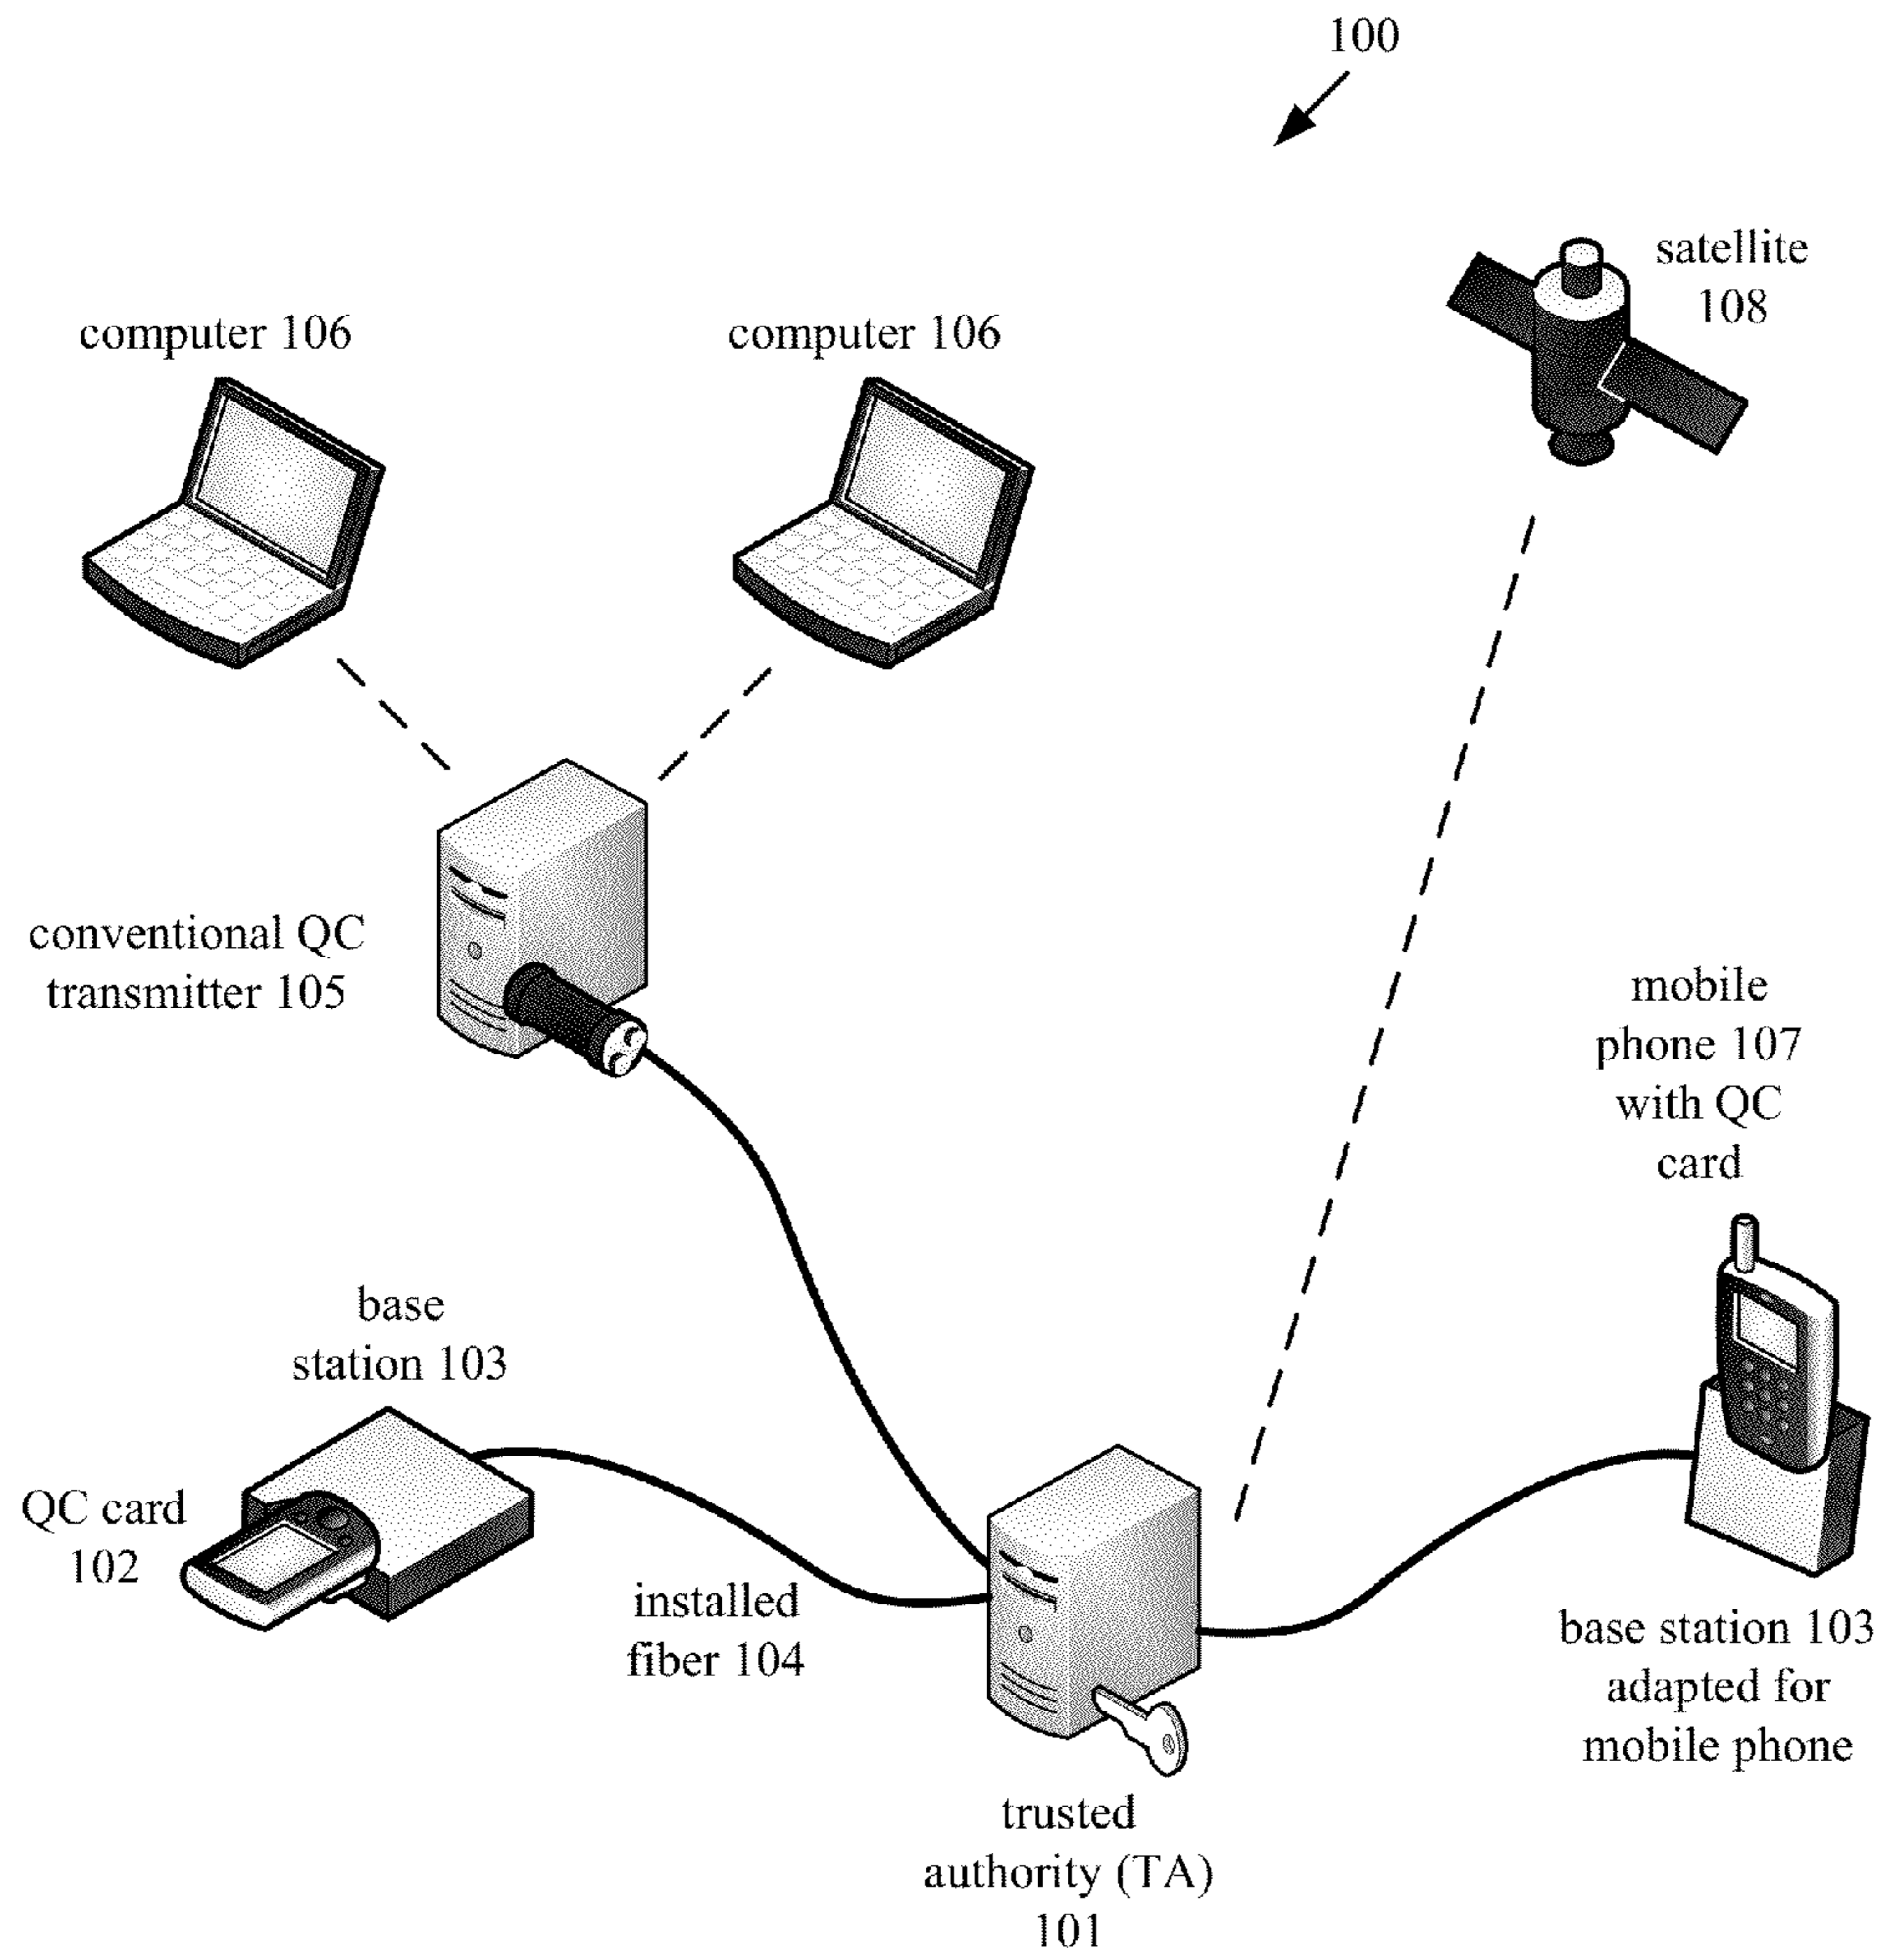 100
satellite
108
computer 106
computer 106
conventional QC
transmitter 105
mobile
phone 107
with QC
card
base
station 103
QC card
102
installed
fiber 104
base station 103
adapted for
mobile phone
trusted
authority (TA)
101